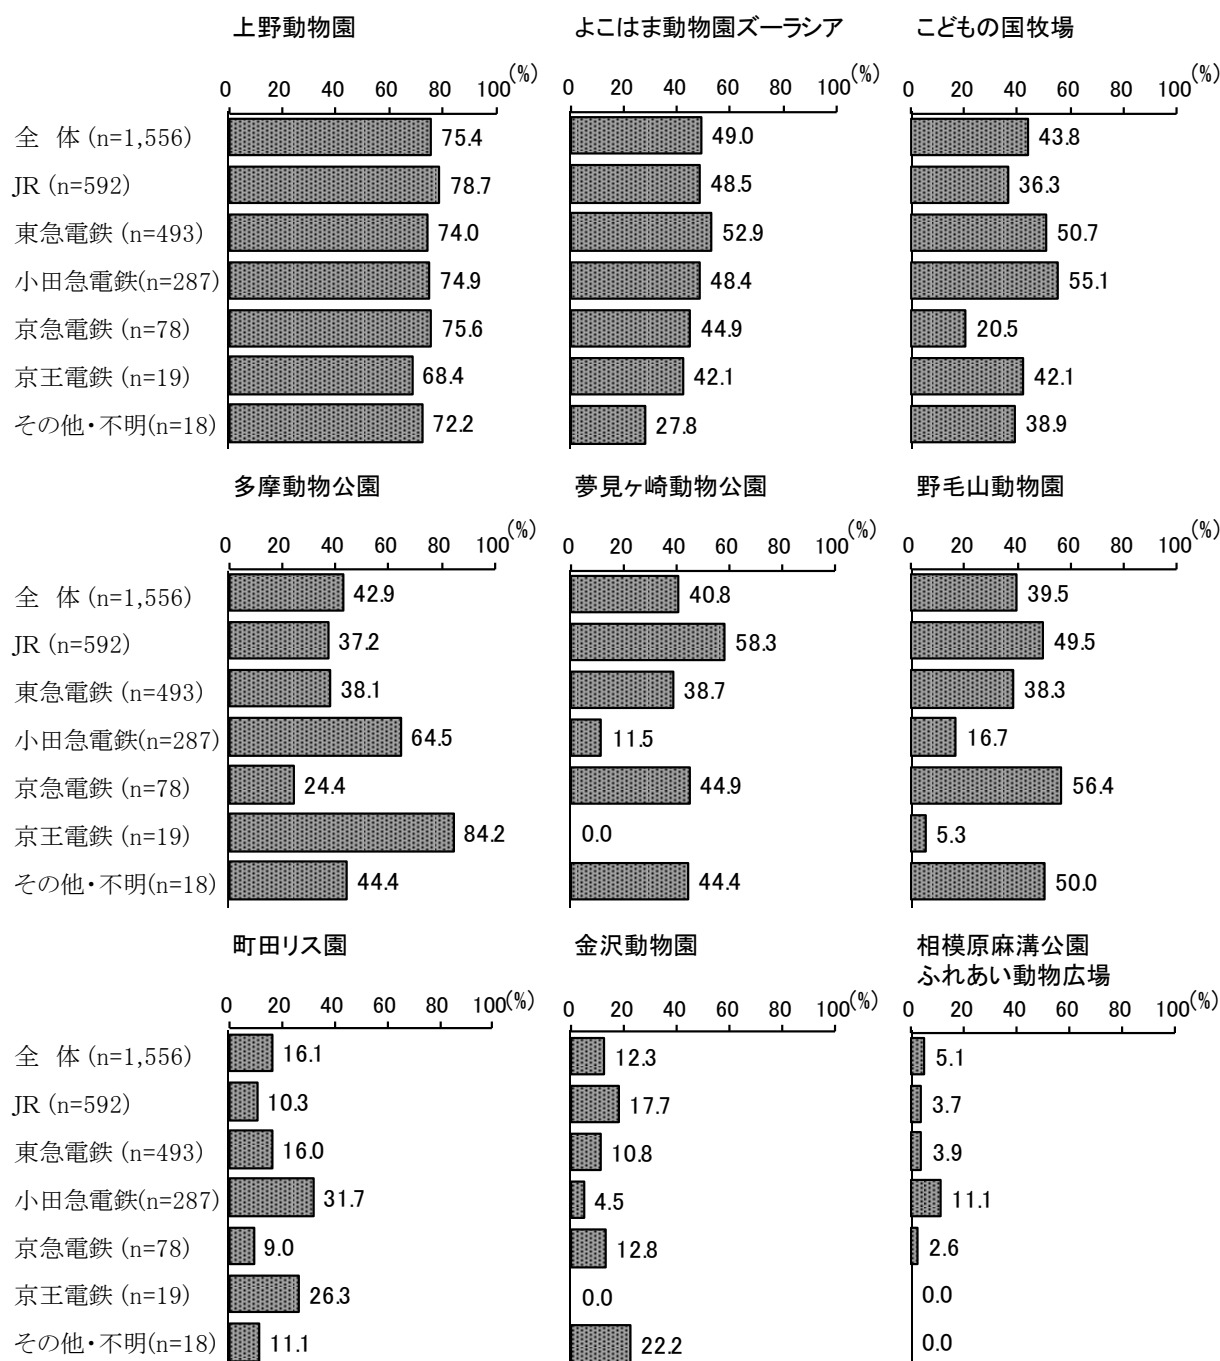 上野動物園 よこはま動物園ズーラシア こどもの国牧場
0 20 40 60 80 100(%) 0 20 40 60 80 100(%) 0 20 40 60 80 100(%)
全 体 (n=1,556) 75.4 49.0 43.8
JR (n=592) 78.7 48.5 36.3
東急電鉄 (n=493) 74.0 52.9 50.7
小田急電鉄(n=287) 74.9 48.4 55.1
京急電鉄 (n=78) 75.6 44.9 20.5
京王電鉄 (n=19) 68.4 42.1 42.1
その他・不明(n=18) 72.2 27.8 38.9
多摩動物公園 夢見ヶ崎動物公園 野毛山動物園
0 20 40 60 80 100(%) 0 20 40 60 80 100(%) 0 20 40 60 80 100(%)
全 体 (n=1,556) 42.9 40.8 39.5
JR (n=592) 37.2 58.3 49.5
東急電鉄 (n=493) 38.1 38.7 38.3
小田急電鉄(n=287) 64.5 11.5 16.7
京急電鉄 (n=78) 24.4 44.9 56.4
京王電鉄 (n=19) 84.2 0.0 5.3
その他・不明(n=18) 44.4 44.4 50.0
町田リス園 金沢動物園 相模原麻溝公園
ふれあい動物広場
0 20 40 60 80 100(%) 0 20 40 60 80 100(%) 0 20 40 60 80 100(%)
全 体 (n=1,556) 16.1 12.3 5.1
JR (n=592) 10.3 17.7 3.7
東急電鉄 (n=493) 16.0 10.8 3.9
小田急電鉄(n=287) 31.7 4.5 11.1
京急電鉄 (n=78) 9.0 12.8 2.6
京王電鉄 (n=19) 26.3 0.0 0.0
その他・不明(n=18) 11.1 22.2 0.0